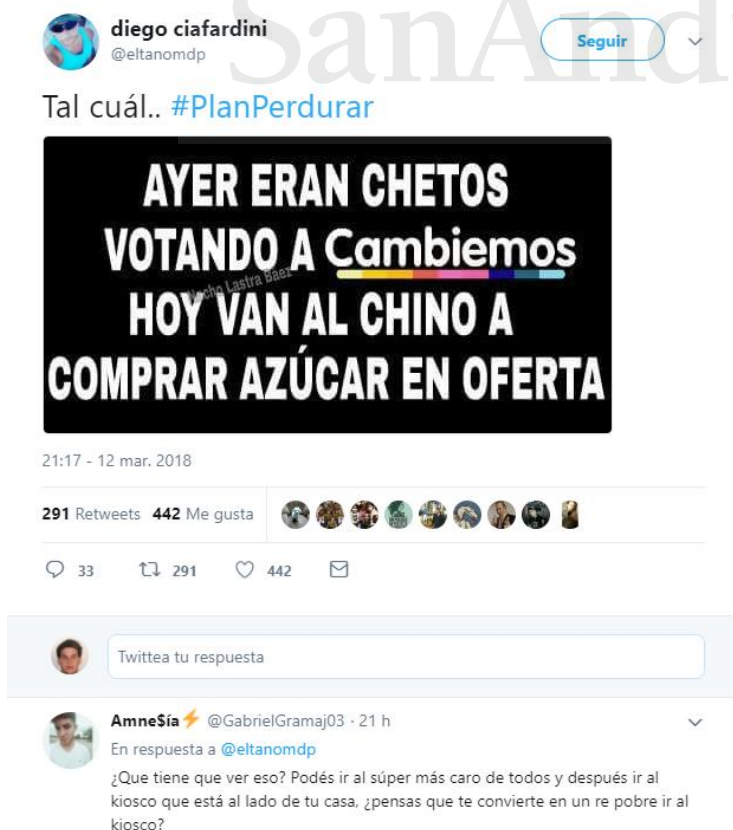 SanAnd
diego ciafardini
@eltanomdp
Seguir
Tal cuál.. #PlanPerdurar
AYER ERAN CHETOS
VOTANDO A Cambiemos
Nacho Lastra Baez
HOY VAN AL CHINO A
COMPRAR AZÚCAR EN OFERTA
21:17 - 12 mar. 2018
291 Retweets 442 Me gusta
33 291 442
Twittea tu respuesta
Amne$ía⚡ @GabrielGramaj03 · 21 h
En respuesta a @eltanomdp
¿Que tiene que ver eso? Podés ir al súper más caro de todos y después ir al
kiosco que está al lado de tu casa, ¿pensas que te convierte en un re pobre ir al
kiosco?